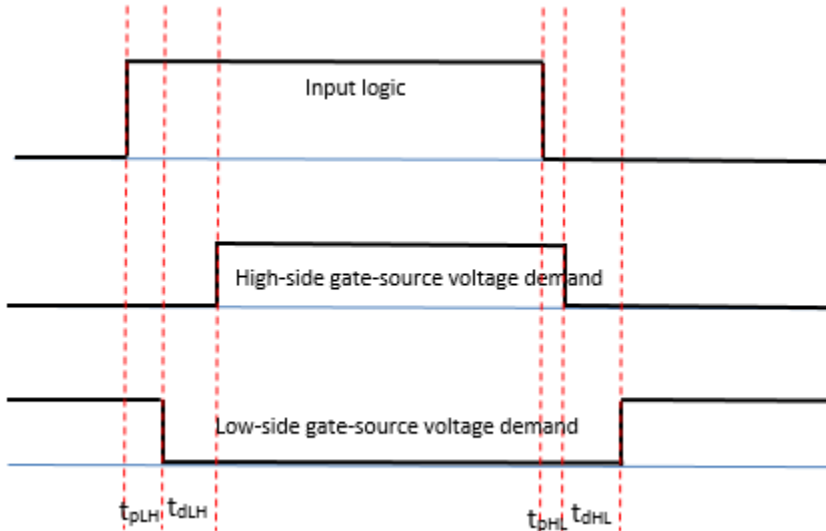 Input logic
High-side gate-source voltage demand
Low-side gate-source voltage demand
tpLH tdLH tpHL tdHL